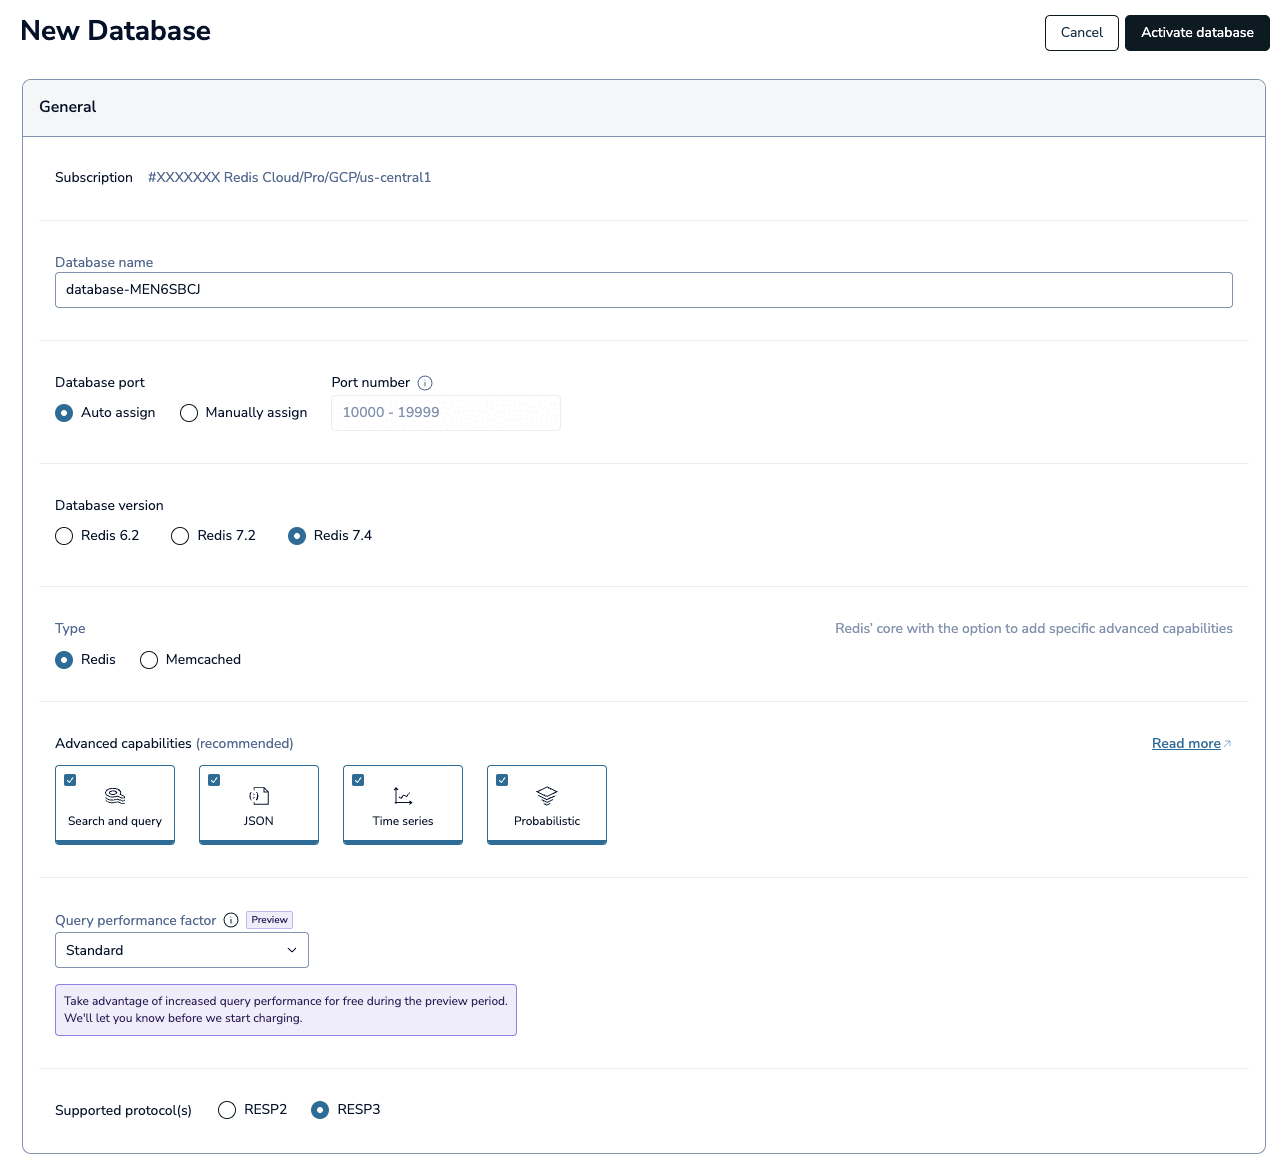 New Database
Cancel
Activate database
General
Subscription #XXXXXXX Redis Cloud/Pro/GCP/us-central1
Database name
database-MEN6SBCJ
Database port
Port number
Auto assign
Manually assign
10000 - 19999
Database version
Redis 6.2
Redis 7.2
Redis 7.4
Type
Redis' core with the option to add specific advanced capabilities
Redis
Memcached
Advanced capabilities (recommended)
Read more
Search and query
JSON
Time series
Probabilistic
Query performance factor
Preview
Standard
Take advantage of increased query performance for free during the preview period.
We'll let you know before we start charging.
Supported protocol(s)
RESP2
RESP3